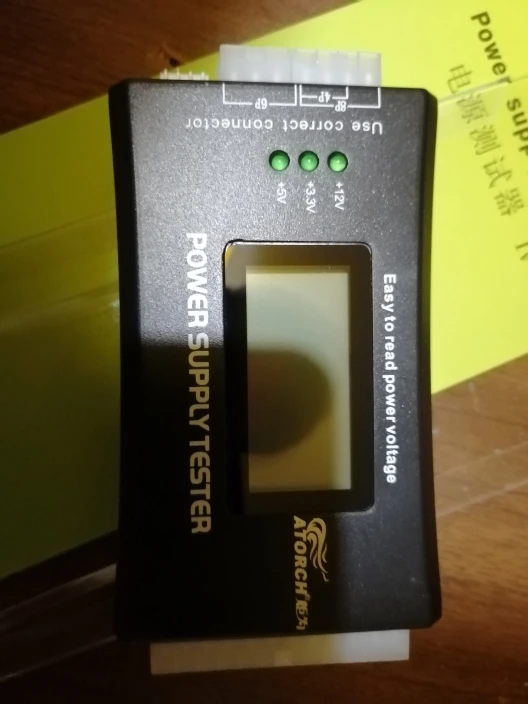 Power supp
电源测试器
6P
8P
4P
Use correct connector
+5V
+3.3V
+12V
Easy to read power voltage
POWER SUPPLY TESTER
ATORCH®